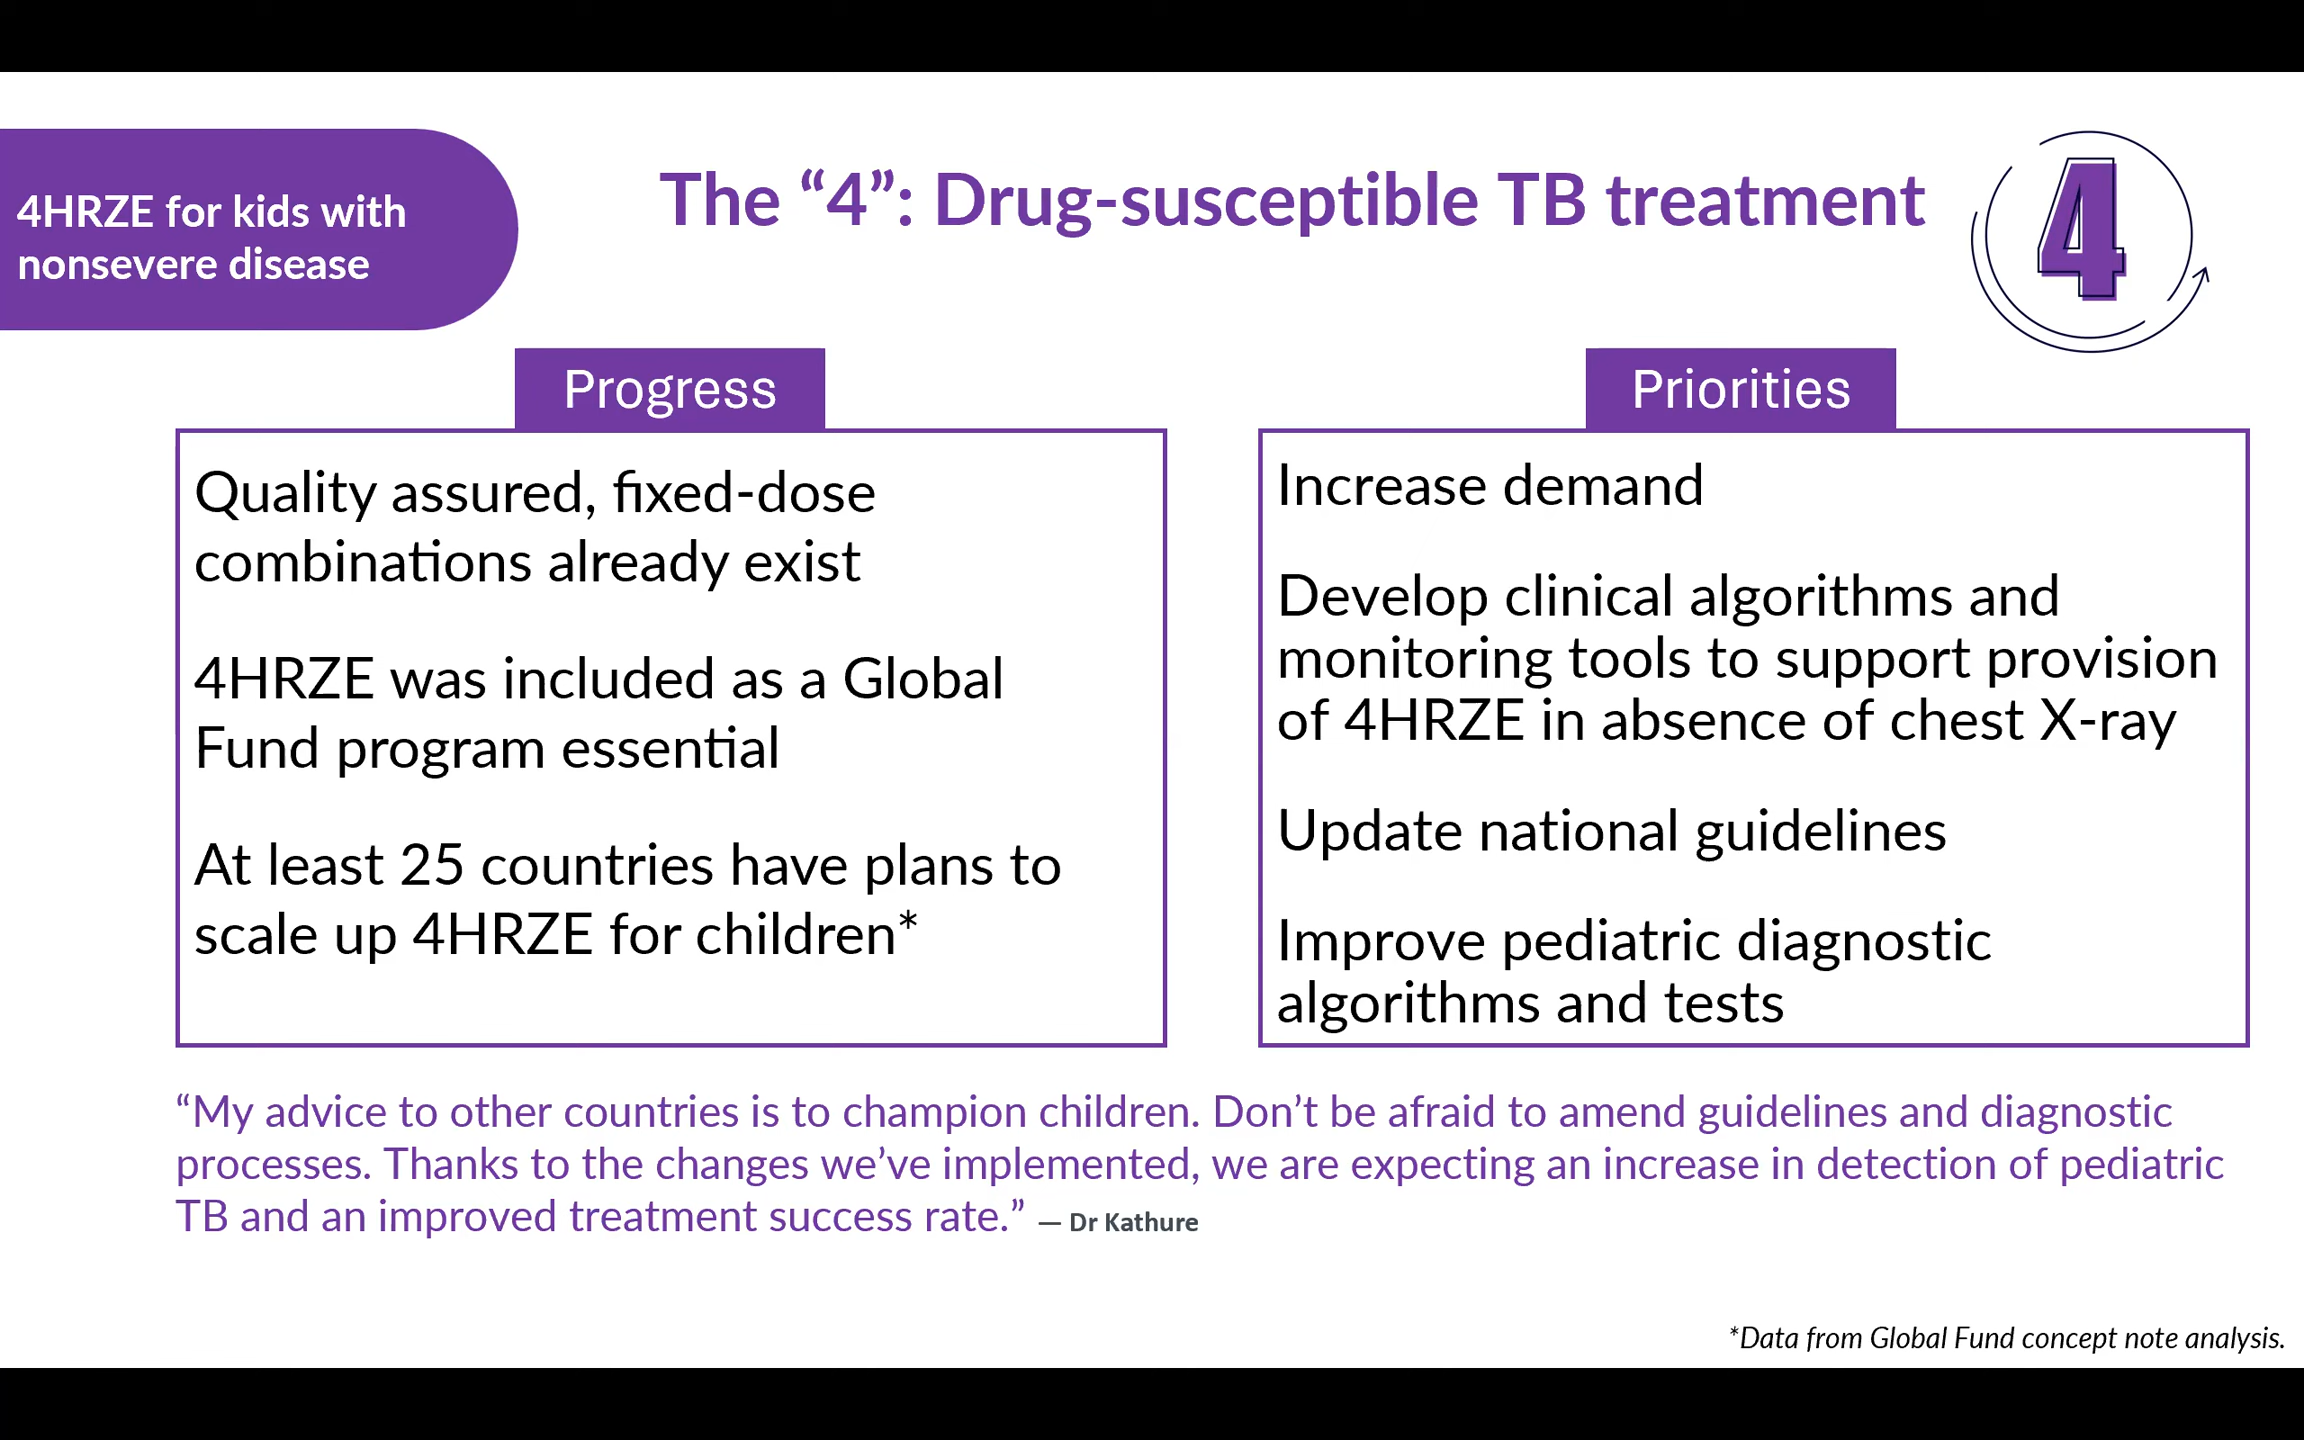 4HRZE for kids with
nonsevere disease
The “4”: Drug-susceptible TB treatment
4
Progress
Quality assured, fixed-dose
combinations already exist
4HRZE was included as a Global
Fund program essential
At least 25 countries have plans to
scale up 4HRZE for children*
Priorities
Increase demand
Develop clinical algorithms and
monitoring tools to support provision
of 4HRZE in absence of chest X-ray
Update national guidelines
Improve pediatric diagnostic
algorithms and tests
“My advice to other countries is to champion children. Don’t be afraid to amend guidelines and diagnostic
processes. Thanks to the changes we’ve implemented, we are expecting an increase in detection of pediatric
TB and an improved treatment success rate.” — Dr Kathure
*Data from Global Fund concept note analysis.